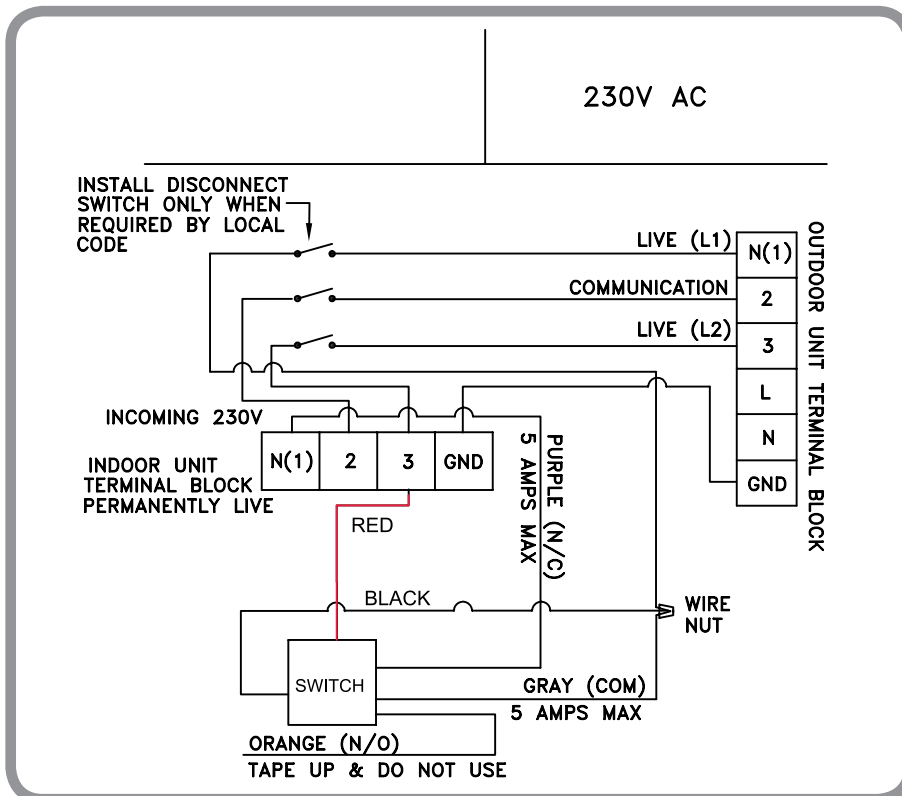 230V AC
INSTALL DISCONNECT
SWITCH ONLY WHEN
REQUIRED BY LOCAL
CODE
LIVE (L1)
COMMUNICATION
LIVE (L2)
N(1)
2
3
L
N
GND
OUTDOOR UNIT TERMINAL BLOCK
INCOMING 230V
INDOOR UNIT
TERMINAL BLOCK
PERMANENTLY LIVE
N(1)
2
3
GND
PURPLE (N/C)
5 AMPS MAX
RED
BLACK
WIRE
NUT
SWITCH
GRAY (COM)
5 AMPS MAX
ORANGE (N/O)
TAPE UP & DO NOT USE